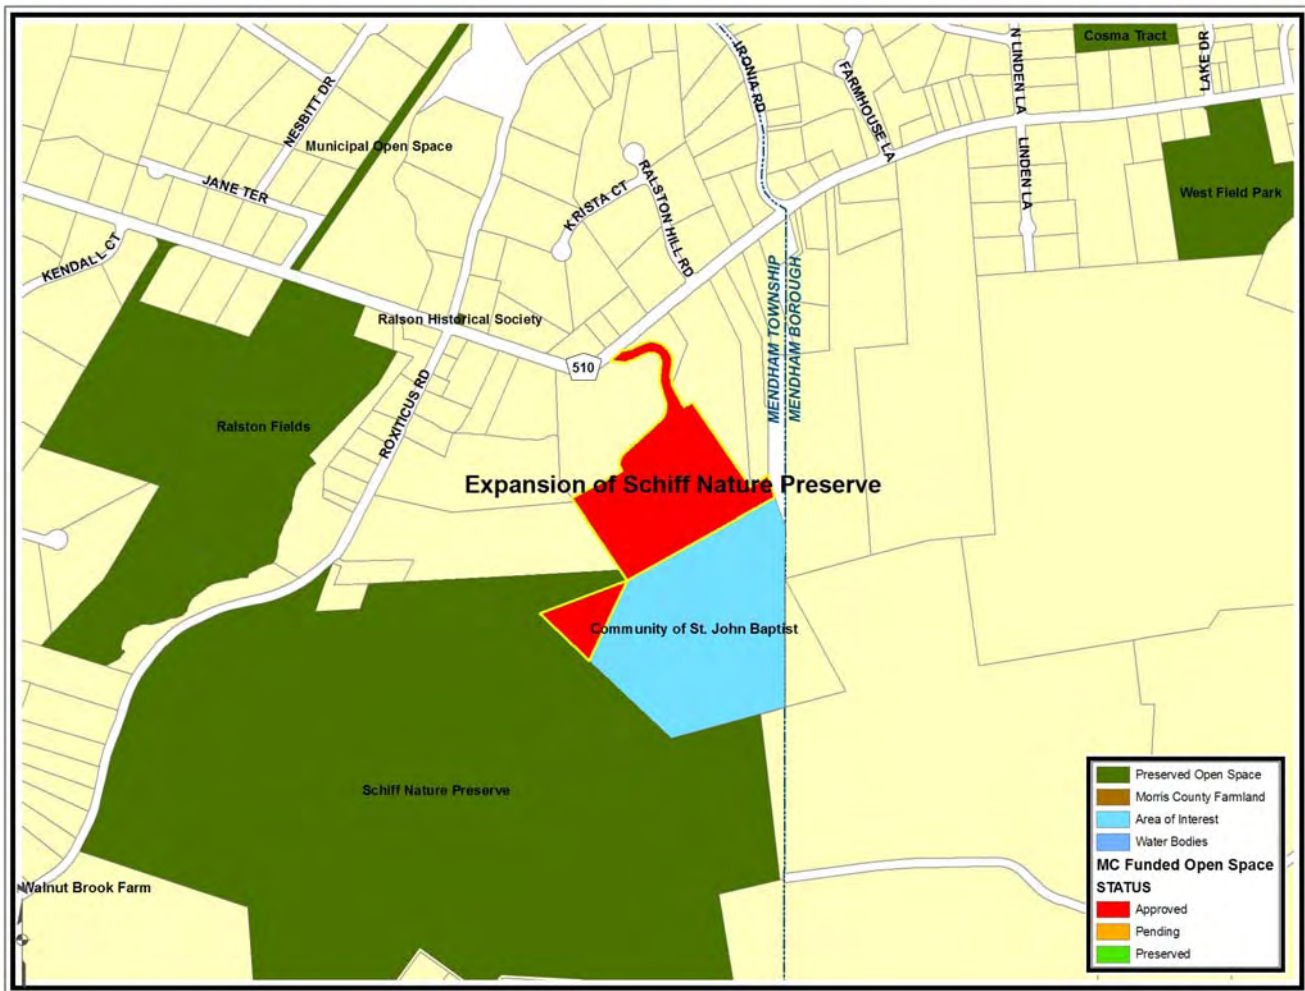 Cosma Tract
N LINDEN LA
LAKE DR
IRONIA RD
FARMHOUSE LA
NESBITT DR
Municipal Open Space
JANE TER
KRISTA CT
RALSTON HILL RD
LINDEN LA
West Field Park
KENDALL CT
Ralson Historical Society
MENDHAM TOWNSHIP
MENDHAM BOROUGH
510
ROXITICUS RD
Ralston Fields
Expansion of Schiff Nature Preserve
Community of St. John Baptist
Schiff Nature Preserve
Walnut Brook Farm
Preserved Open Space
Morris County Farmland
Area of Interest
Water Bodies
MC Funded Open Space
STATUS
Approved
Pending
Preserved